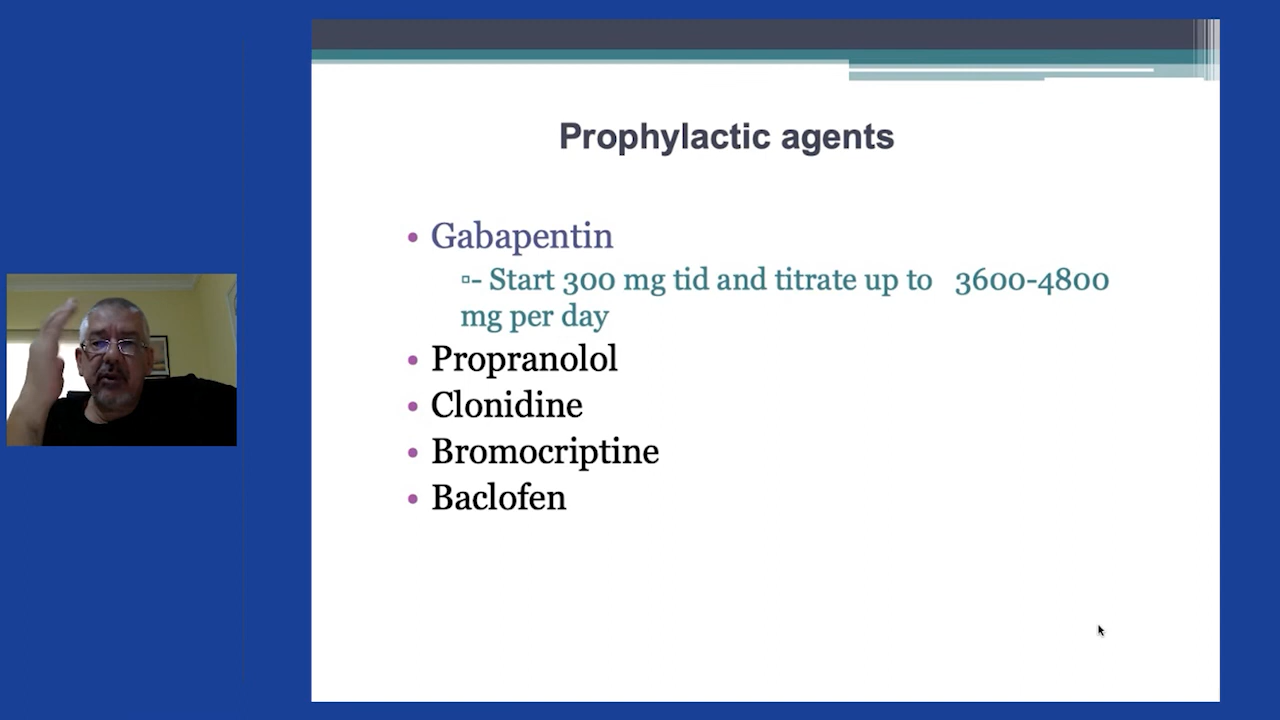 Prophylactic agents
• Gabapentin
▫- Start 300 mg tid and titrate up to 3600-4800
mg per day
• Propranolol
• Clonidine
• Bromocriptine
• Baclofen